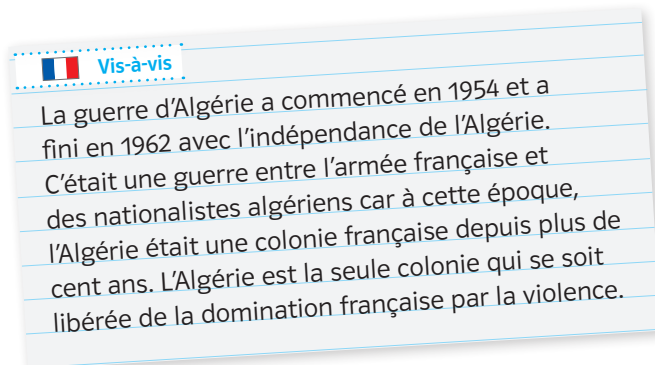 Vis-à-vis
La guerre d'Algérie a commencé en 1954 et a
fini en 1962 avec l'indépendance de l'Algérie.
C'était une guerre entre l'armée française et
des nationalistes algériens car à cette époque,
l'Algérie était une colonie française depuis plus de
cent ans. L'Algérie est la seule colonie qui se soit
libérée de la domination française par la violence.